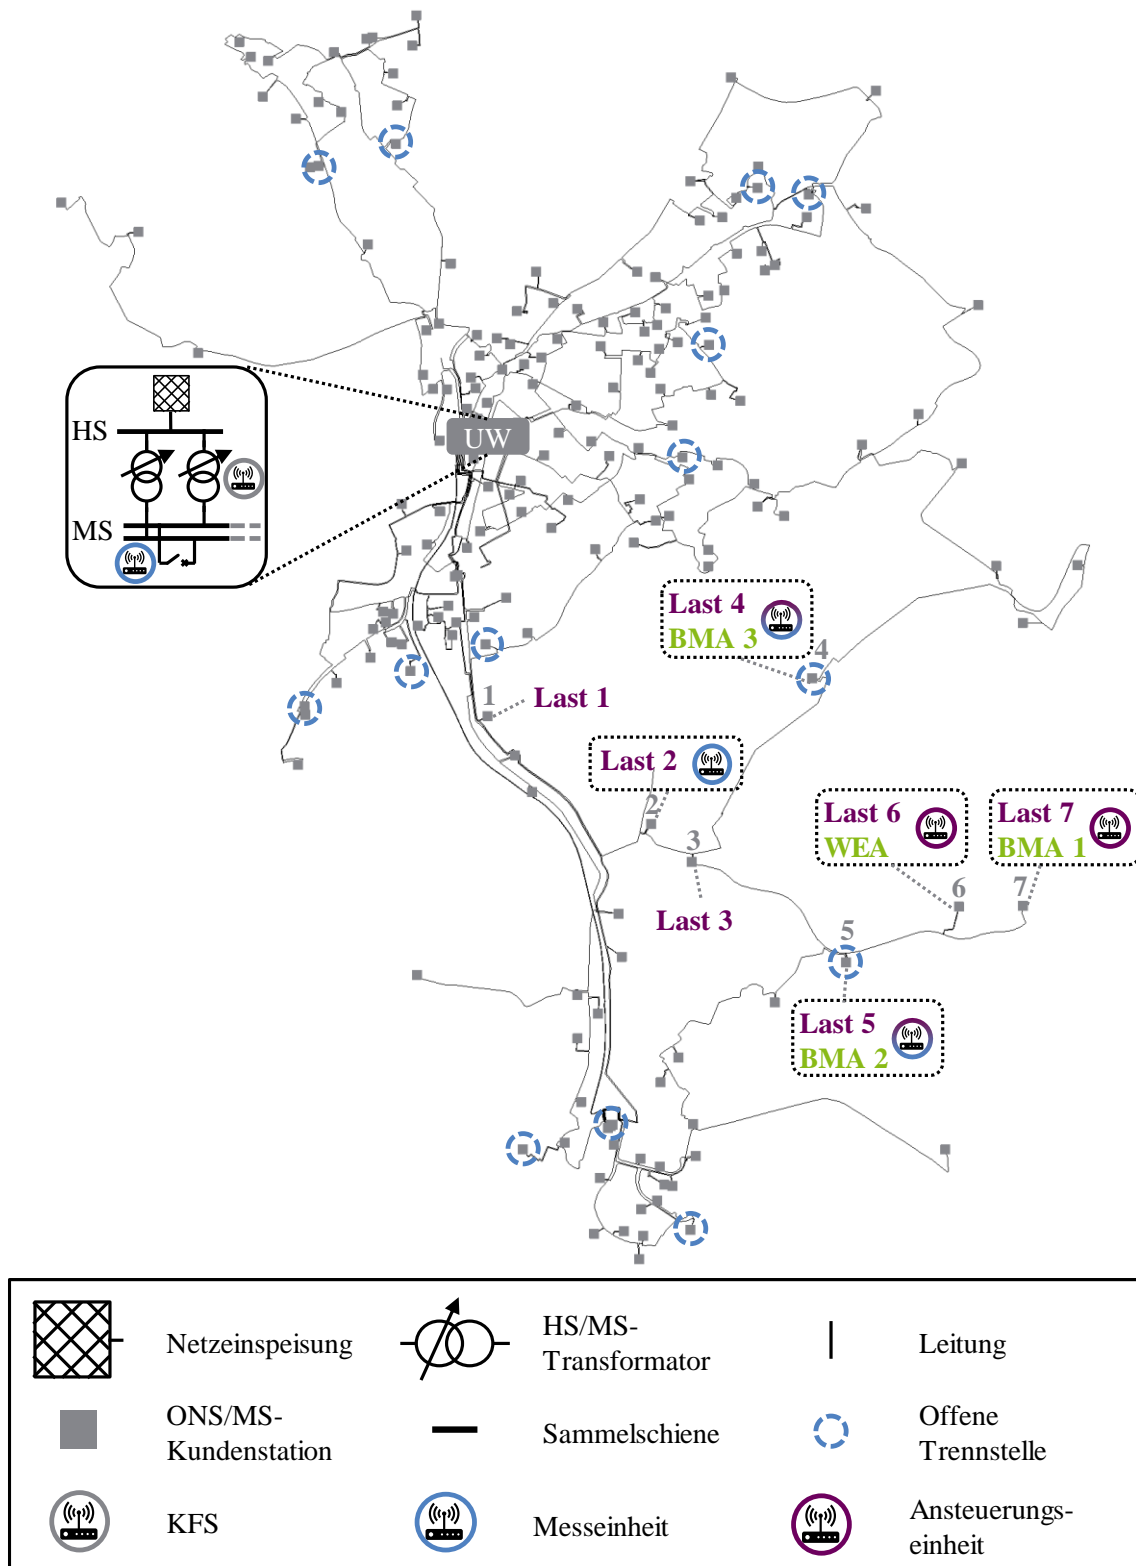 HS
UW
MS
Last 4
BMA 3
4
1
Last 1
Last 2
2
3
Last 3
Last 6
WEA
Last 7
BMA 1
6
7
5
Last 5
BMA 2
Netzeinspeisung
HS/MS-
Transformator
Leitung
ONS/MS-
Kundenstation
Sammelschiene
Offene
Trennstelle
KFS
Messeinheit
Ansteuerungs-
einheit